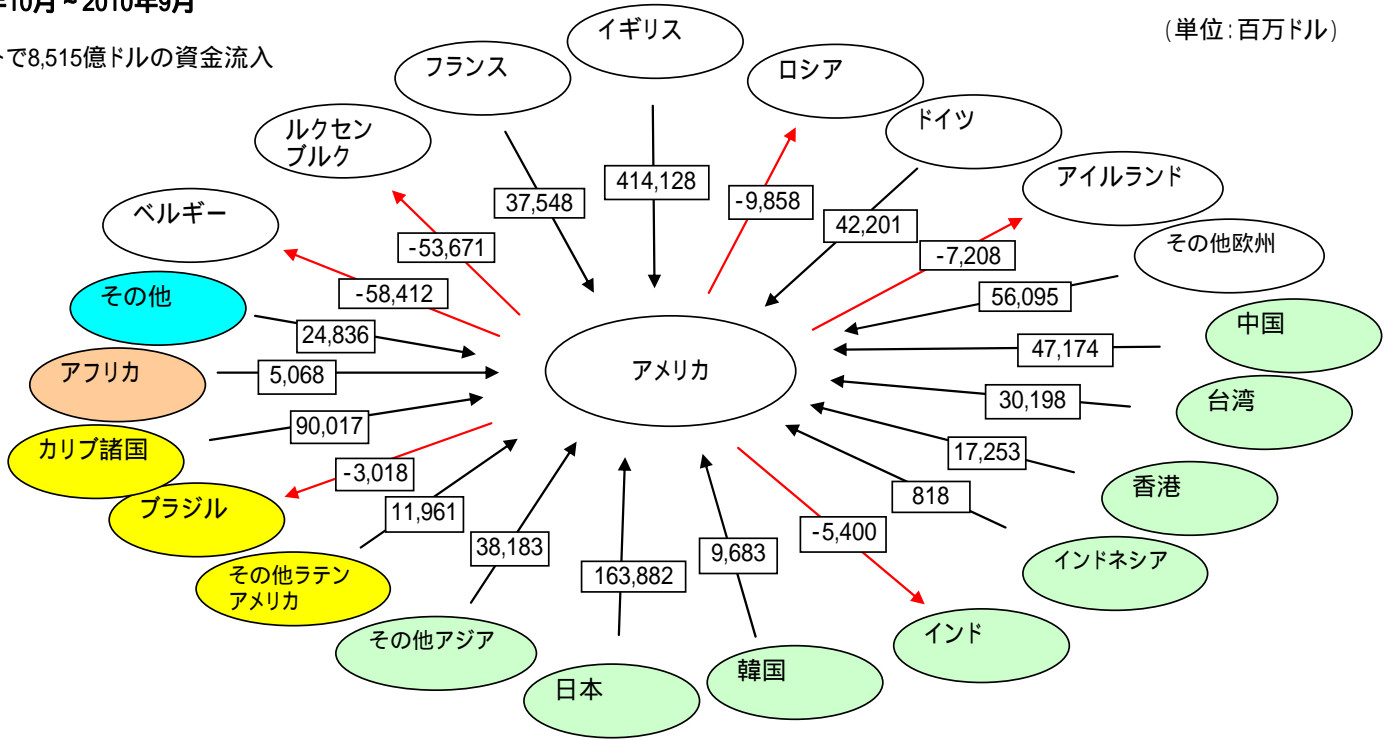 年10月～2010年9月
(単位：百万ドル)
トで8,515億ドルの資金流入
イギリス
フランス
ロシア
ドイツ
ルクセン
ブルク
アイルランド
ベルギー
その他欧州
その他
中国
アフリカ
台湾
カリブ諸国
香港
ブラジル
インドネシア
その他ラテン
アメリカ
インド
その他アジア
韓国
日本
アメリカ
414,128
37,548
-9,858
42,201
-53,671
-7,208
-58,412
56,095
24,836
47,174
5,068
30,198
90,017
17,253
-3,018
818
11,961
-5,400
38,183
9,683
163,882